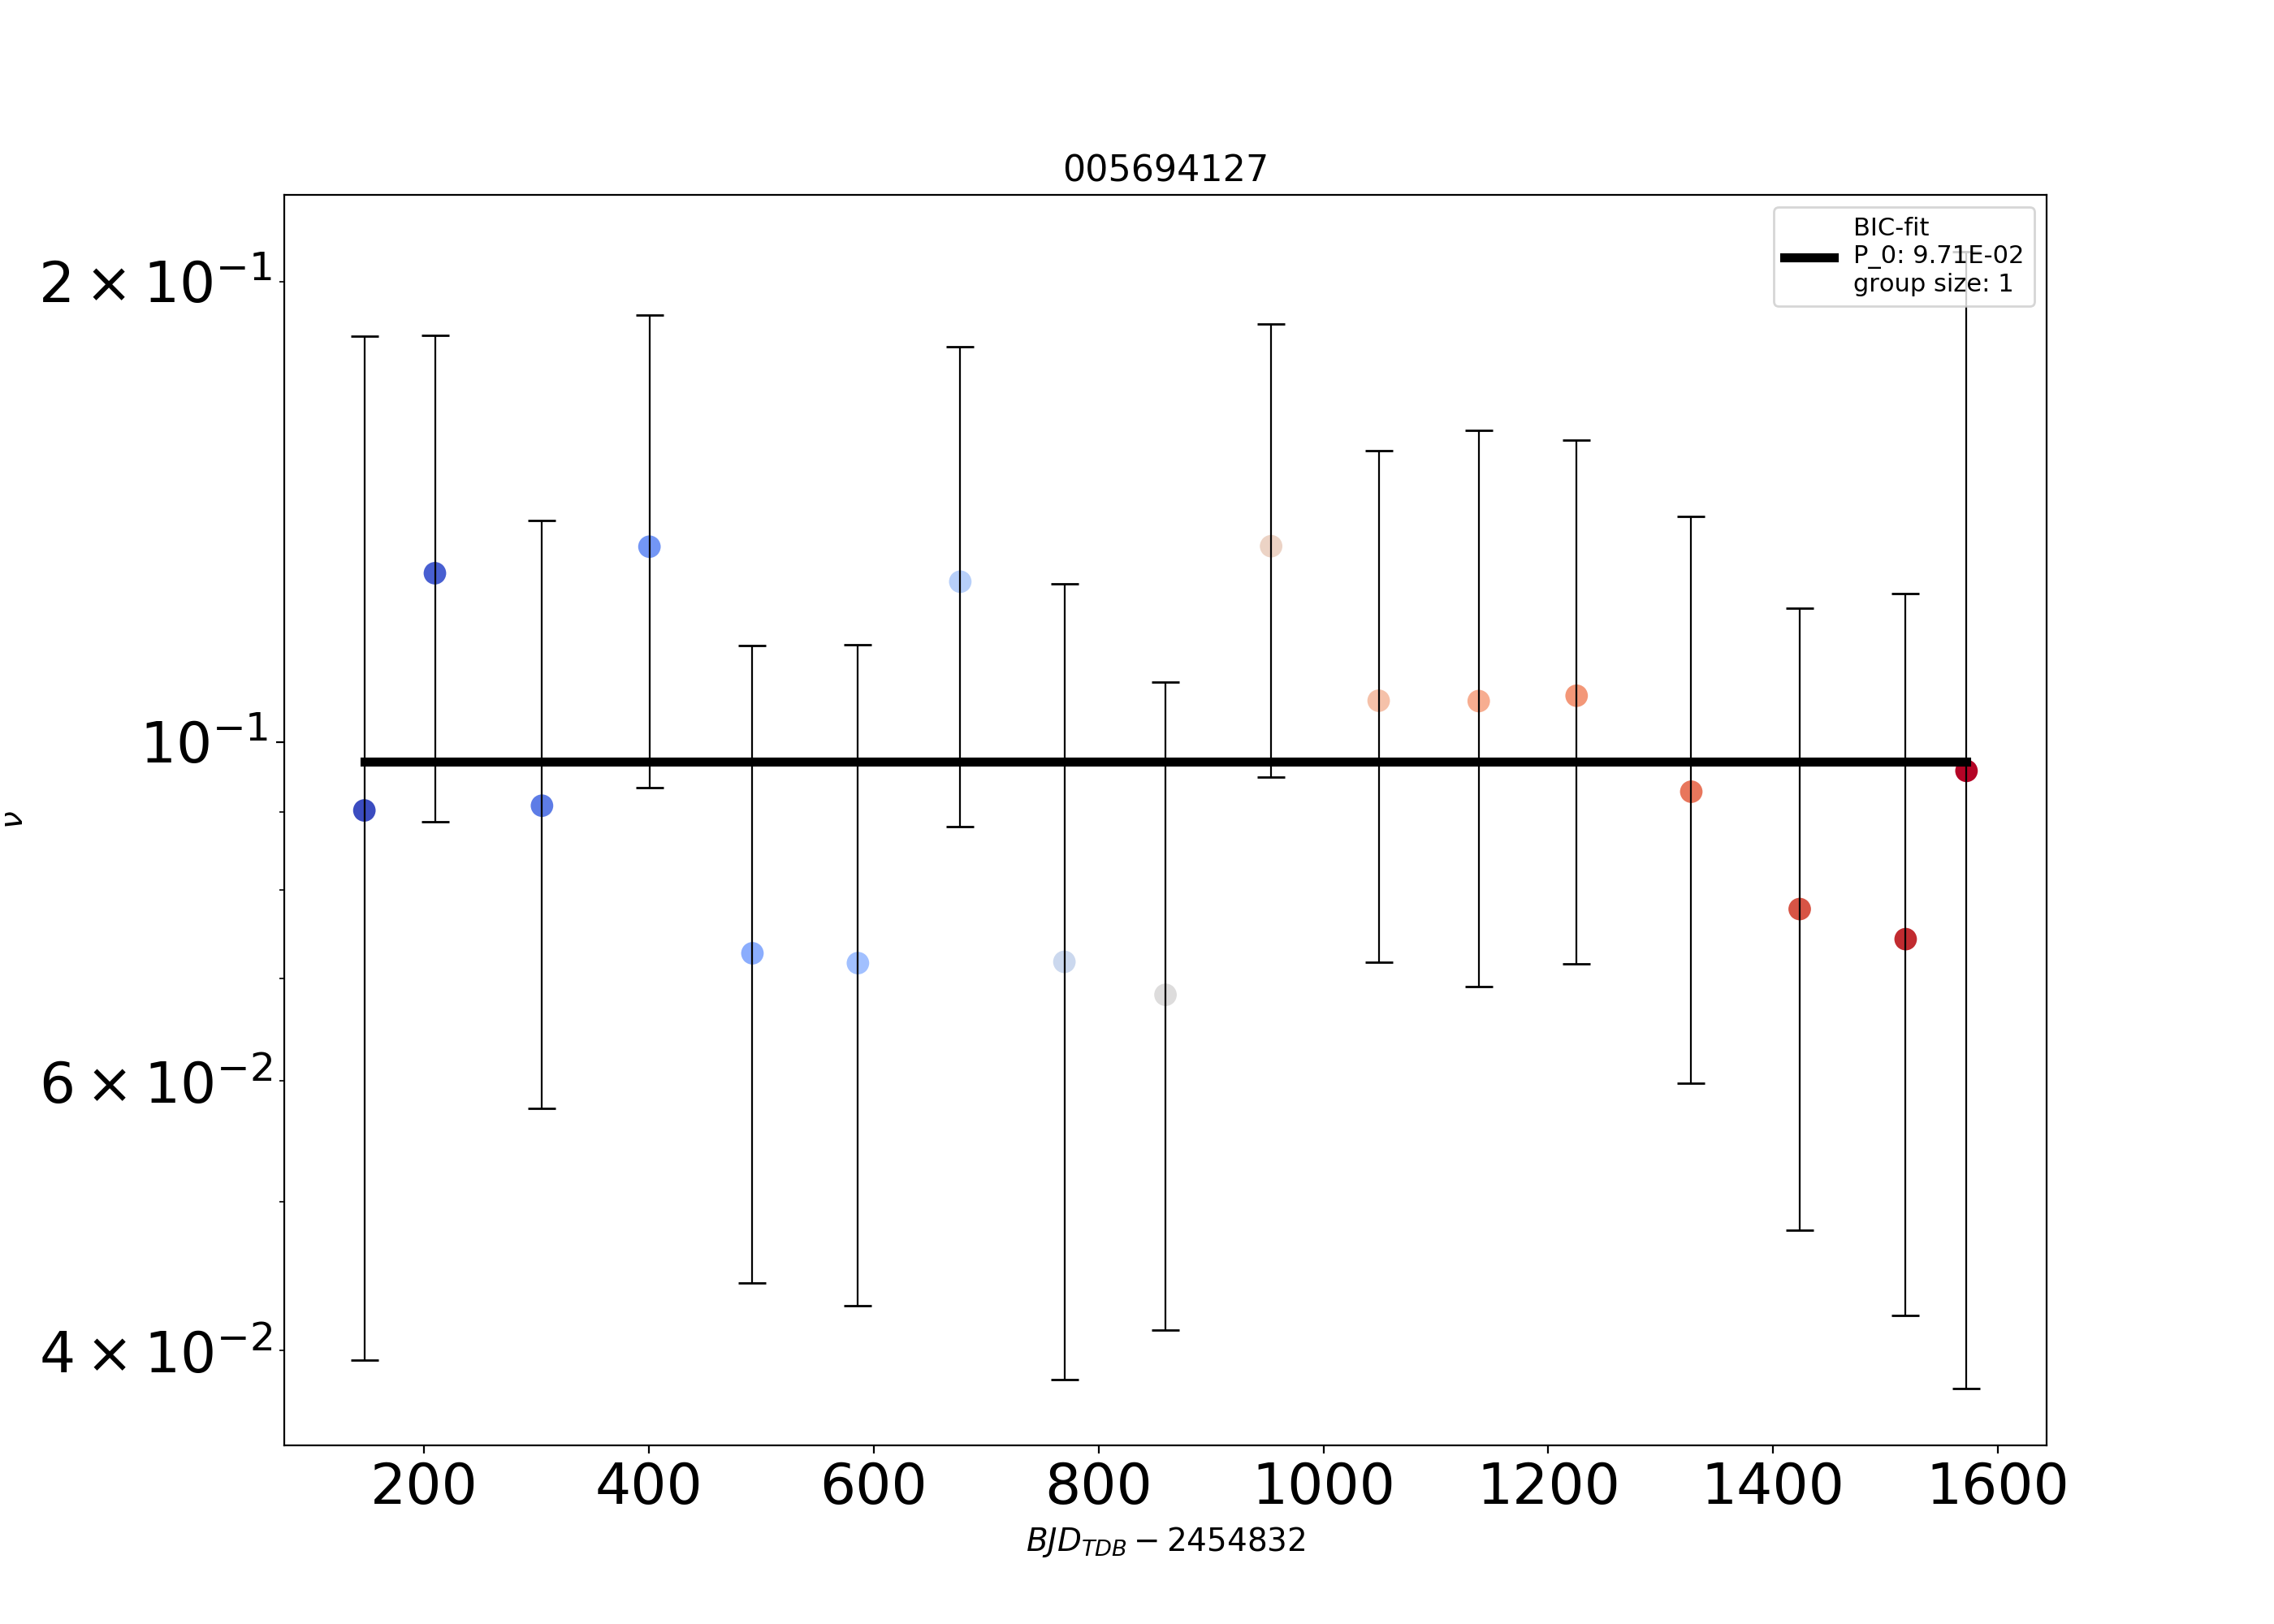 005694127
BIC-fit
P_0: 9.71E-02
group size: 1
2 × 10⁻¹
10⁻¹
6 × 10⁻²
4 × 10⁻²
ν
200 400 600 800 1000 1200 1400 1600
BJD_TDB − 2454832